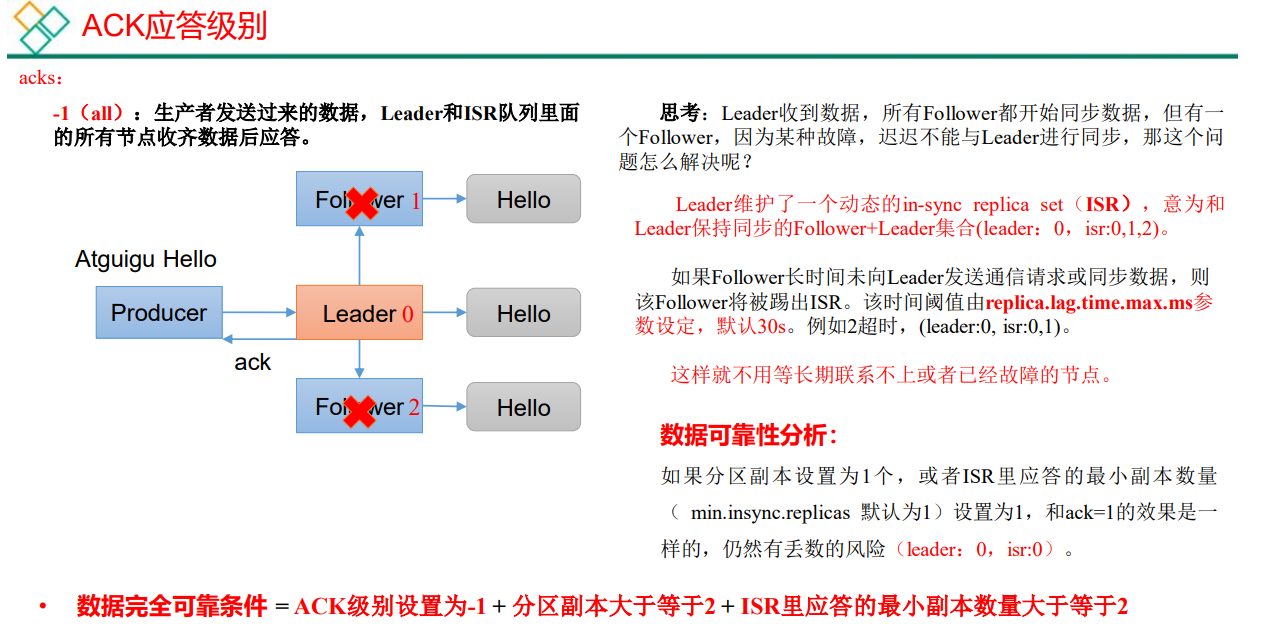 ACK应答级别
acks:
-1（all）：生产者发送过来的数据，Leader和ISR队列里面
的所有节点收齐数据后应答。
Follower 1
Hello
Atguigu Hello
Producer
Leader 0
Hello
ack
Follower 2
Hello
思考：Leader收到数据，所有Follower都开始同步数据，但有一
个Follower，因为某种故障，迟迟不能与Leader进行同步，那这个问
题怎么解决呢？
Leader维护了一个动态的in-sync replica set（ISR），意为和
Leader保持同步的Follower+Leader集合(leader：0，isr:0,1,2)。
如果Follower长时间未向Leader发送通信请求或同步数据，则
该Follower将被踢出ISR。该时间阈值由replica.lag.time.max.ms参
数设定，默认30s。例如2超时，(leader:0, isr:0,1)。
这样就不用等长期联系不上或者已经故障的节点。
数据可靠性分析：
如果分区副本设置为1个，或者ISR里应答的最小副本数量
（ min.insync.replicas 默认为1）设置为1，和ack=1的效果是一
样的，仍然有丢数的风险（leader：0，isr:0）。
• 数据完全可靠条件 = ACK级别设置为-1 + 分区副本大于等于2 + ISR里应答的最小副本数量大于等于2